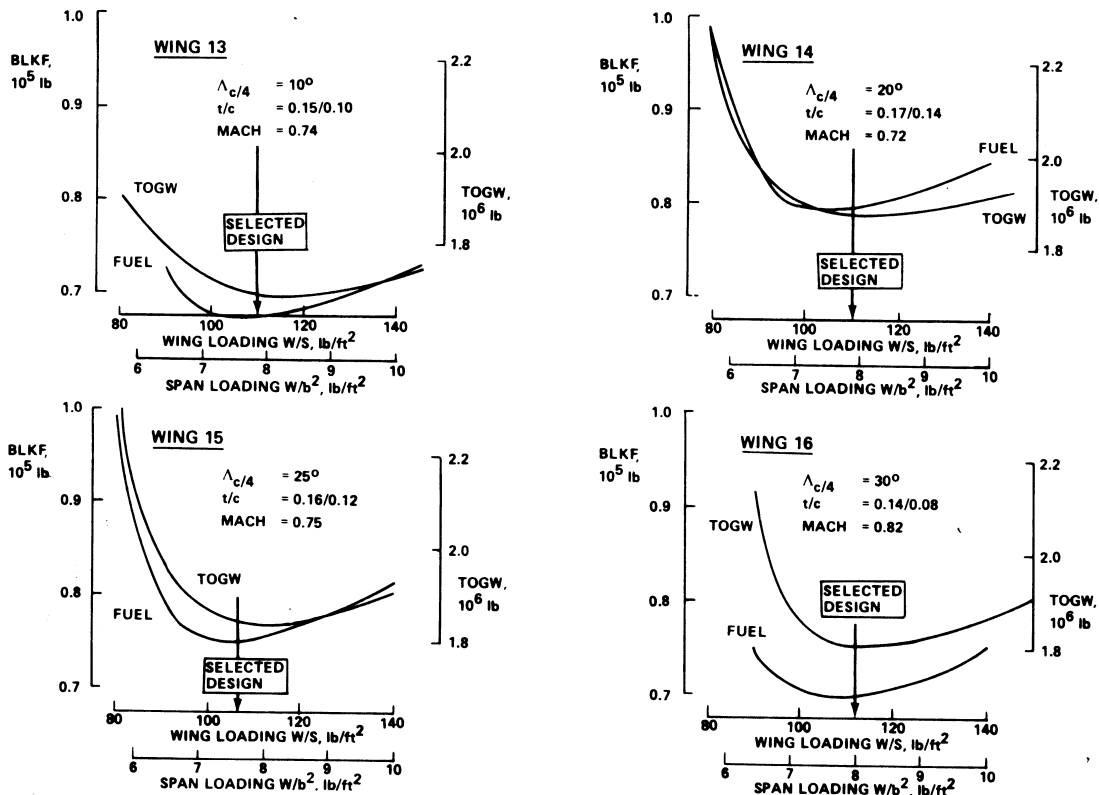 WING 13
BLKF,
10⁵ lb
1.0
0.9
0.8
0.7
Λc/4 = 10º
t/c = 0.15/0.10
MACH = 0.74
2.2
2.0
1.8
TOGW,
10⁶ lb
TOGW
FUEL
SELECTED
DESIGN
80 100 120 140
WING LOADING W/S, lb/ft²
6 7 8 9 10
SPAN LOADING W/b², lb/ft²
WING 14
BLKF,
10⁵ lb
1.0
0.9
0.8
0.7
Λc/4 = 20º
t/c = 0.17/0.14
MACH = 0.72
2.2
2.0
1.8
TOGW,
10⁶ lb
FUEL
TOGW
SELECTED
DESIGN
80 100 120 140
WING LOADING W/S, lb/ft²
6 7 8 9 10
SPAN LOADING W/b², lb/ft²
WING 15
BLKF,
10⁵ lb
1.0
0.9
0.8
0.7
Λc/4 = 25º
t/c = 0.16/0.12
MACH = 0.75
2.2
2.0
1.8
TOGW,
10⁶ lb
TOGW
FUEL
SELECTED
DESIGN
80 100 120 140
WING LOADING W/S, lb/ft²
6 7 8 9 10
SPAN LOADING W/b², lb/ft²
WING 16
BLKF,
10⁵ lb
1.0
0.9
0.8
0.7
Λc/4 = 30º
t/c = 0.14/0.08
MACH = 0.82
2.2
2.0
1.8
TOGW,
10⁶ lb
TOGW
FUEL
SELECTED
DESIGN
80 100 120 140
WING LOADING W/S, lb/ft²
6 7 8 9 10
SPAN LOADING W/b², lb/ft²